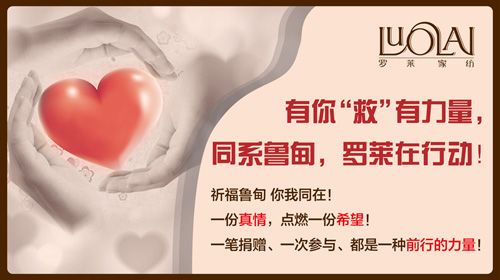 LUOLAI
罗莱家纺
有你“救”有力量，
同系鲁甸，罗莱在行动！
祈福鲁甸 你我同在！
一份真情，点燃一份希望！
一笔捐赠、一次参与、都是一种前行的力量！